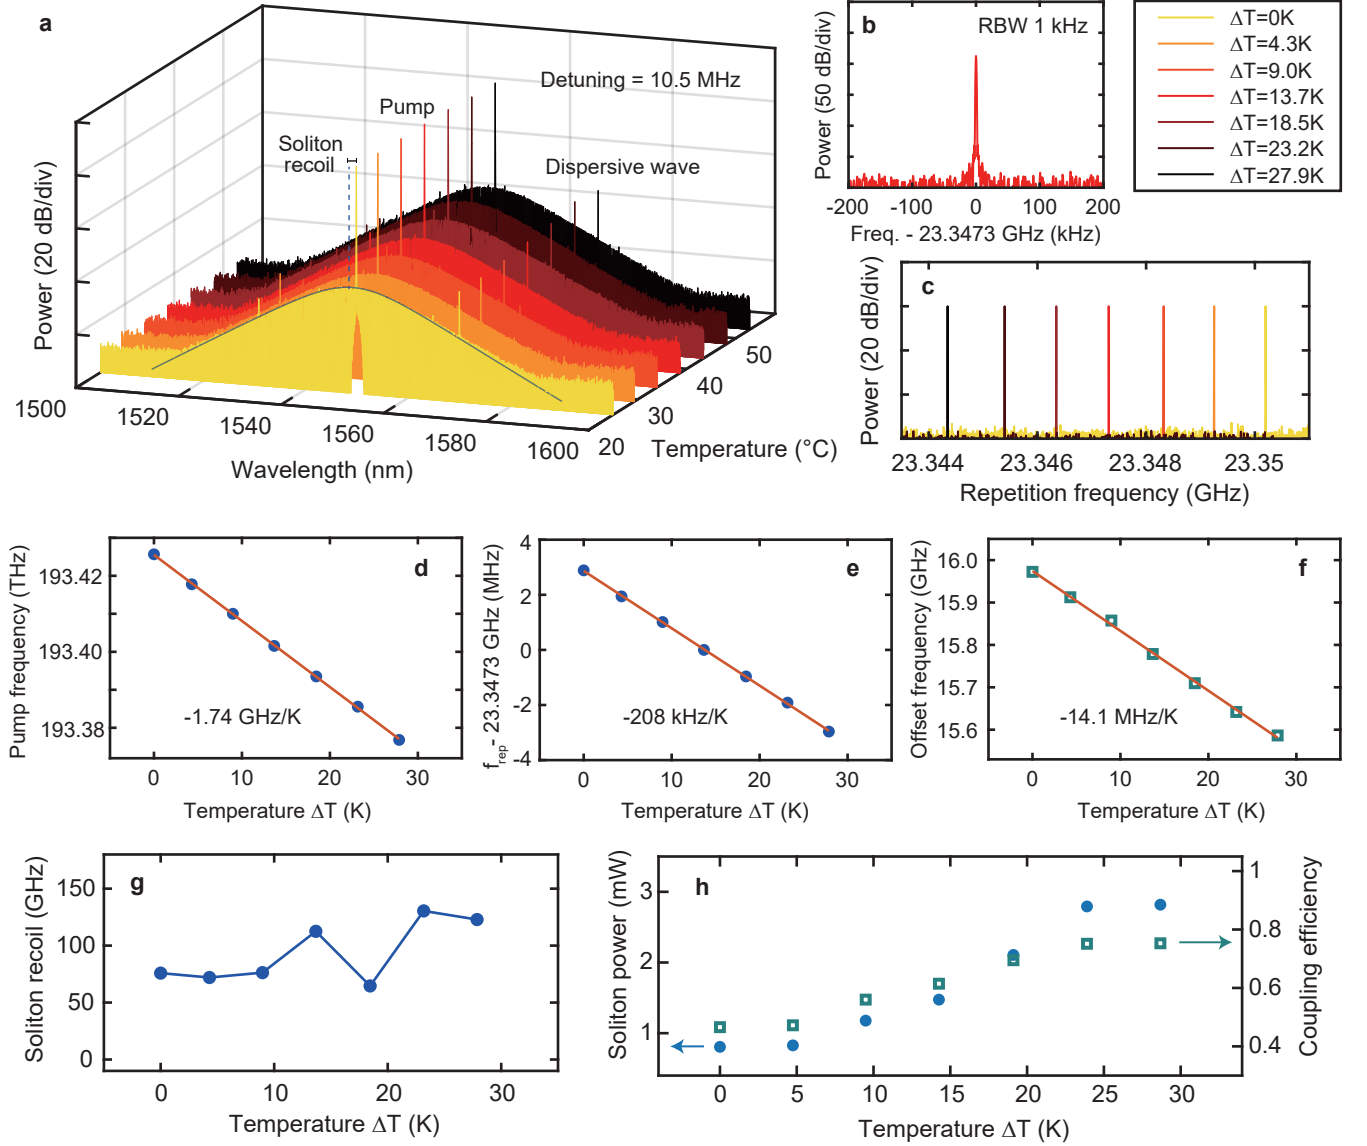 a
Detuning = 10.5 MHz
Pump
Soliton
recoil
Dispersive wave
Power (20 dB/div)
1500
1520
1540
1560
1580
1600
Wavelength (nm)
20
30
40
50
Temperature (°C)
b
RBW 1 kHz
Power (50 dB/div)
-200
-100
0
100
200
Freq. - 23.3473 GHz (kHz)
ΔT=0K
ΔT=4.3K
ΔT=9.0K
ΔT=13.7K
ΔT=18.5K
ΔT=23.2K
ΔT=27.9K
c
Power (20 dB/div)
23.344
23.346
23.348
23.35
Repetition frequency (GHz)
d
Pump frequency (THz)
193.42
193.40
193.38
-1.74 GHz/K
0
10
20
30
Temperature ΔT (K)
e
frep- 23.3473 GHz (MHz)
4
2
0
-2
-4
-208 kHz/K
0
10
20
30
Temperature ΔT (K)
f
Offset frequency (GHz)
16.0
15.9
15.8
15.7
15.6
-14.1 MHz/K
0
10
20
30
Temperature ΔT (K)
g
Soliton recoil (GHz)
150
100
50
0
0
10
20
30
Temperature ΔT (K)
h
Soliton power (mW)
3
2
1
1
0.8
0.6
0.4
Coupling efficiency
0
5
10
15
20
25
30
Temperature ΔT (K)